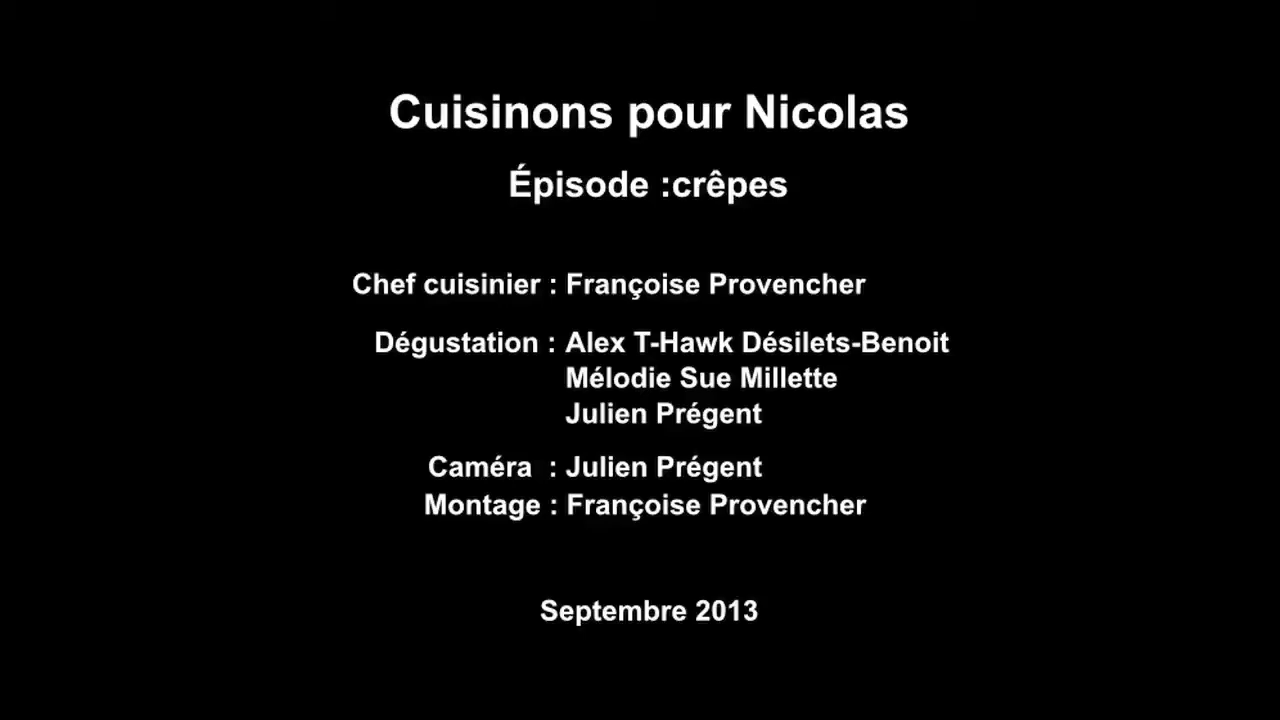 Cuisinons pour Nicolas
Épisode :crêpes
Chef cuisinier : Françoise Provencher
Dégustation : Alex T-Hawk Désilets-Benoit
Mélodie Sue Millette
Julien Prégent
Caméra : Julien Prégent
Montage : Françoise Provencher
Septembre 2013